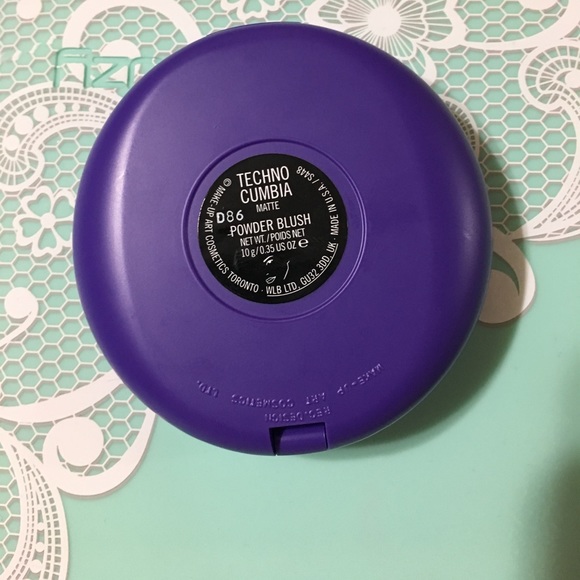 TECHNO
CUMBIA
MATTE
D86
POWDER BLUSH
NET WT./POIDS NET
10 g/0.35 US OZ e
© MAKE-UP ART COSMETICS TORONTO - WLB LTD., GU32 3DD, UK - MADE IN U.S.A./S448
MAKE-UP ART COSMETICS LTD.
REG.DESIGN